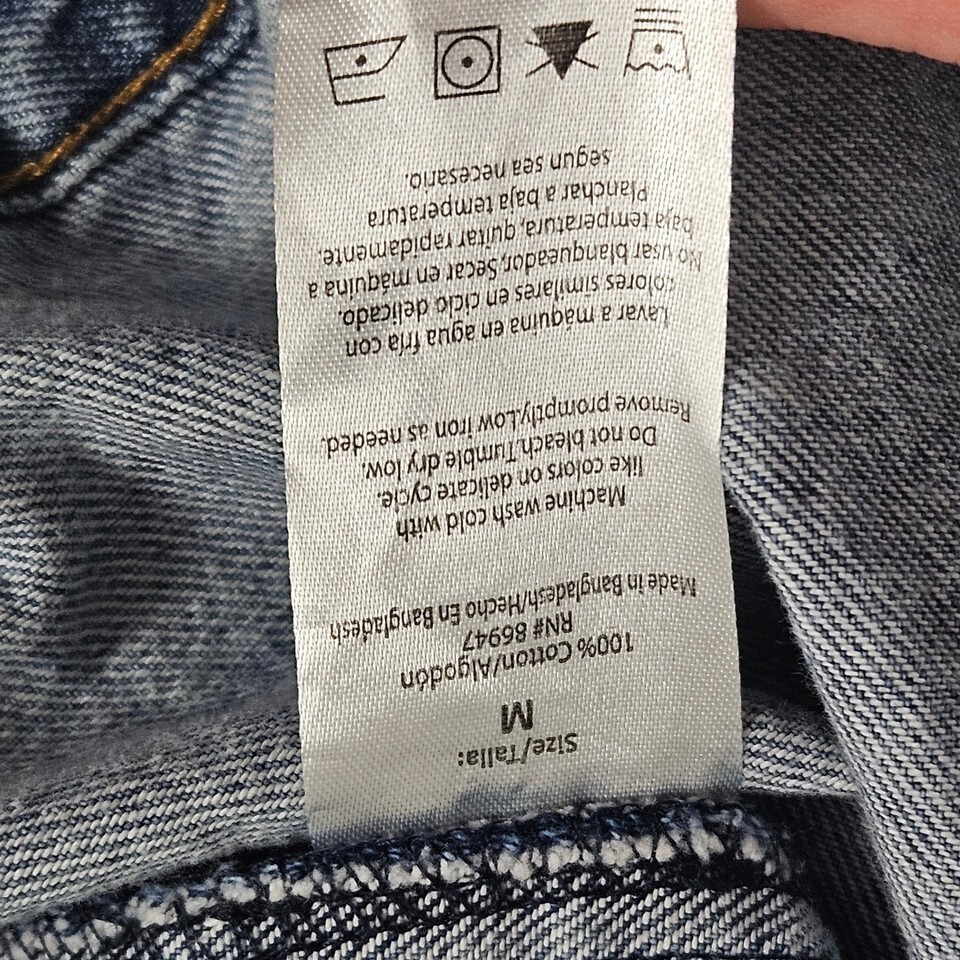 Size/Talla:
M
100% Cotton/Algodón
RN# 86947
Made in Bangladesh/Hecho En Bangladesh
Machine wash cold with
like colors on delicate cycle.
Do not bleach.Tumble dry low.
Remove promptly.Low iron as needed.
Lavar a máquina en agua fría con
colores similares en ciclo delicado.
No usar blanqueador, Secar en máquina a
baja temperatura, quitar rapidamente.
Planchar a baja temperatura
segun sea necesario.